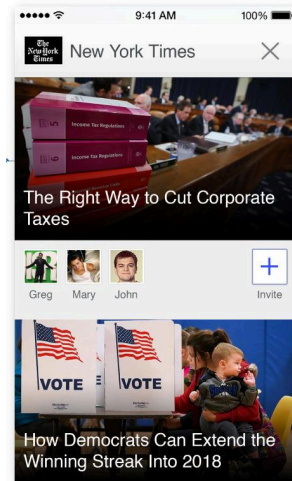 9:41 AM 100%
The New York Times New York Times
Income Tax Regulations 5
Income Tax Regulations 6
The Right Way to Cut Corporate
Taxes
Greg Mary John Invite
VOTE VOTE
How Democrats Can Extend the
Winning Streak Into 2018